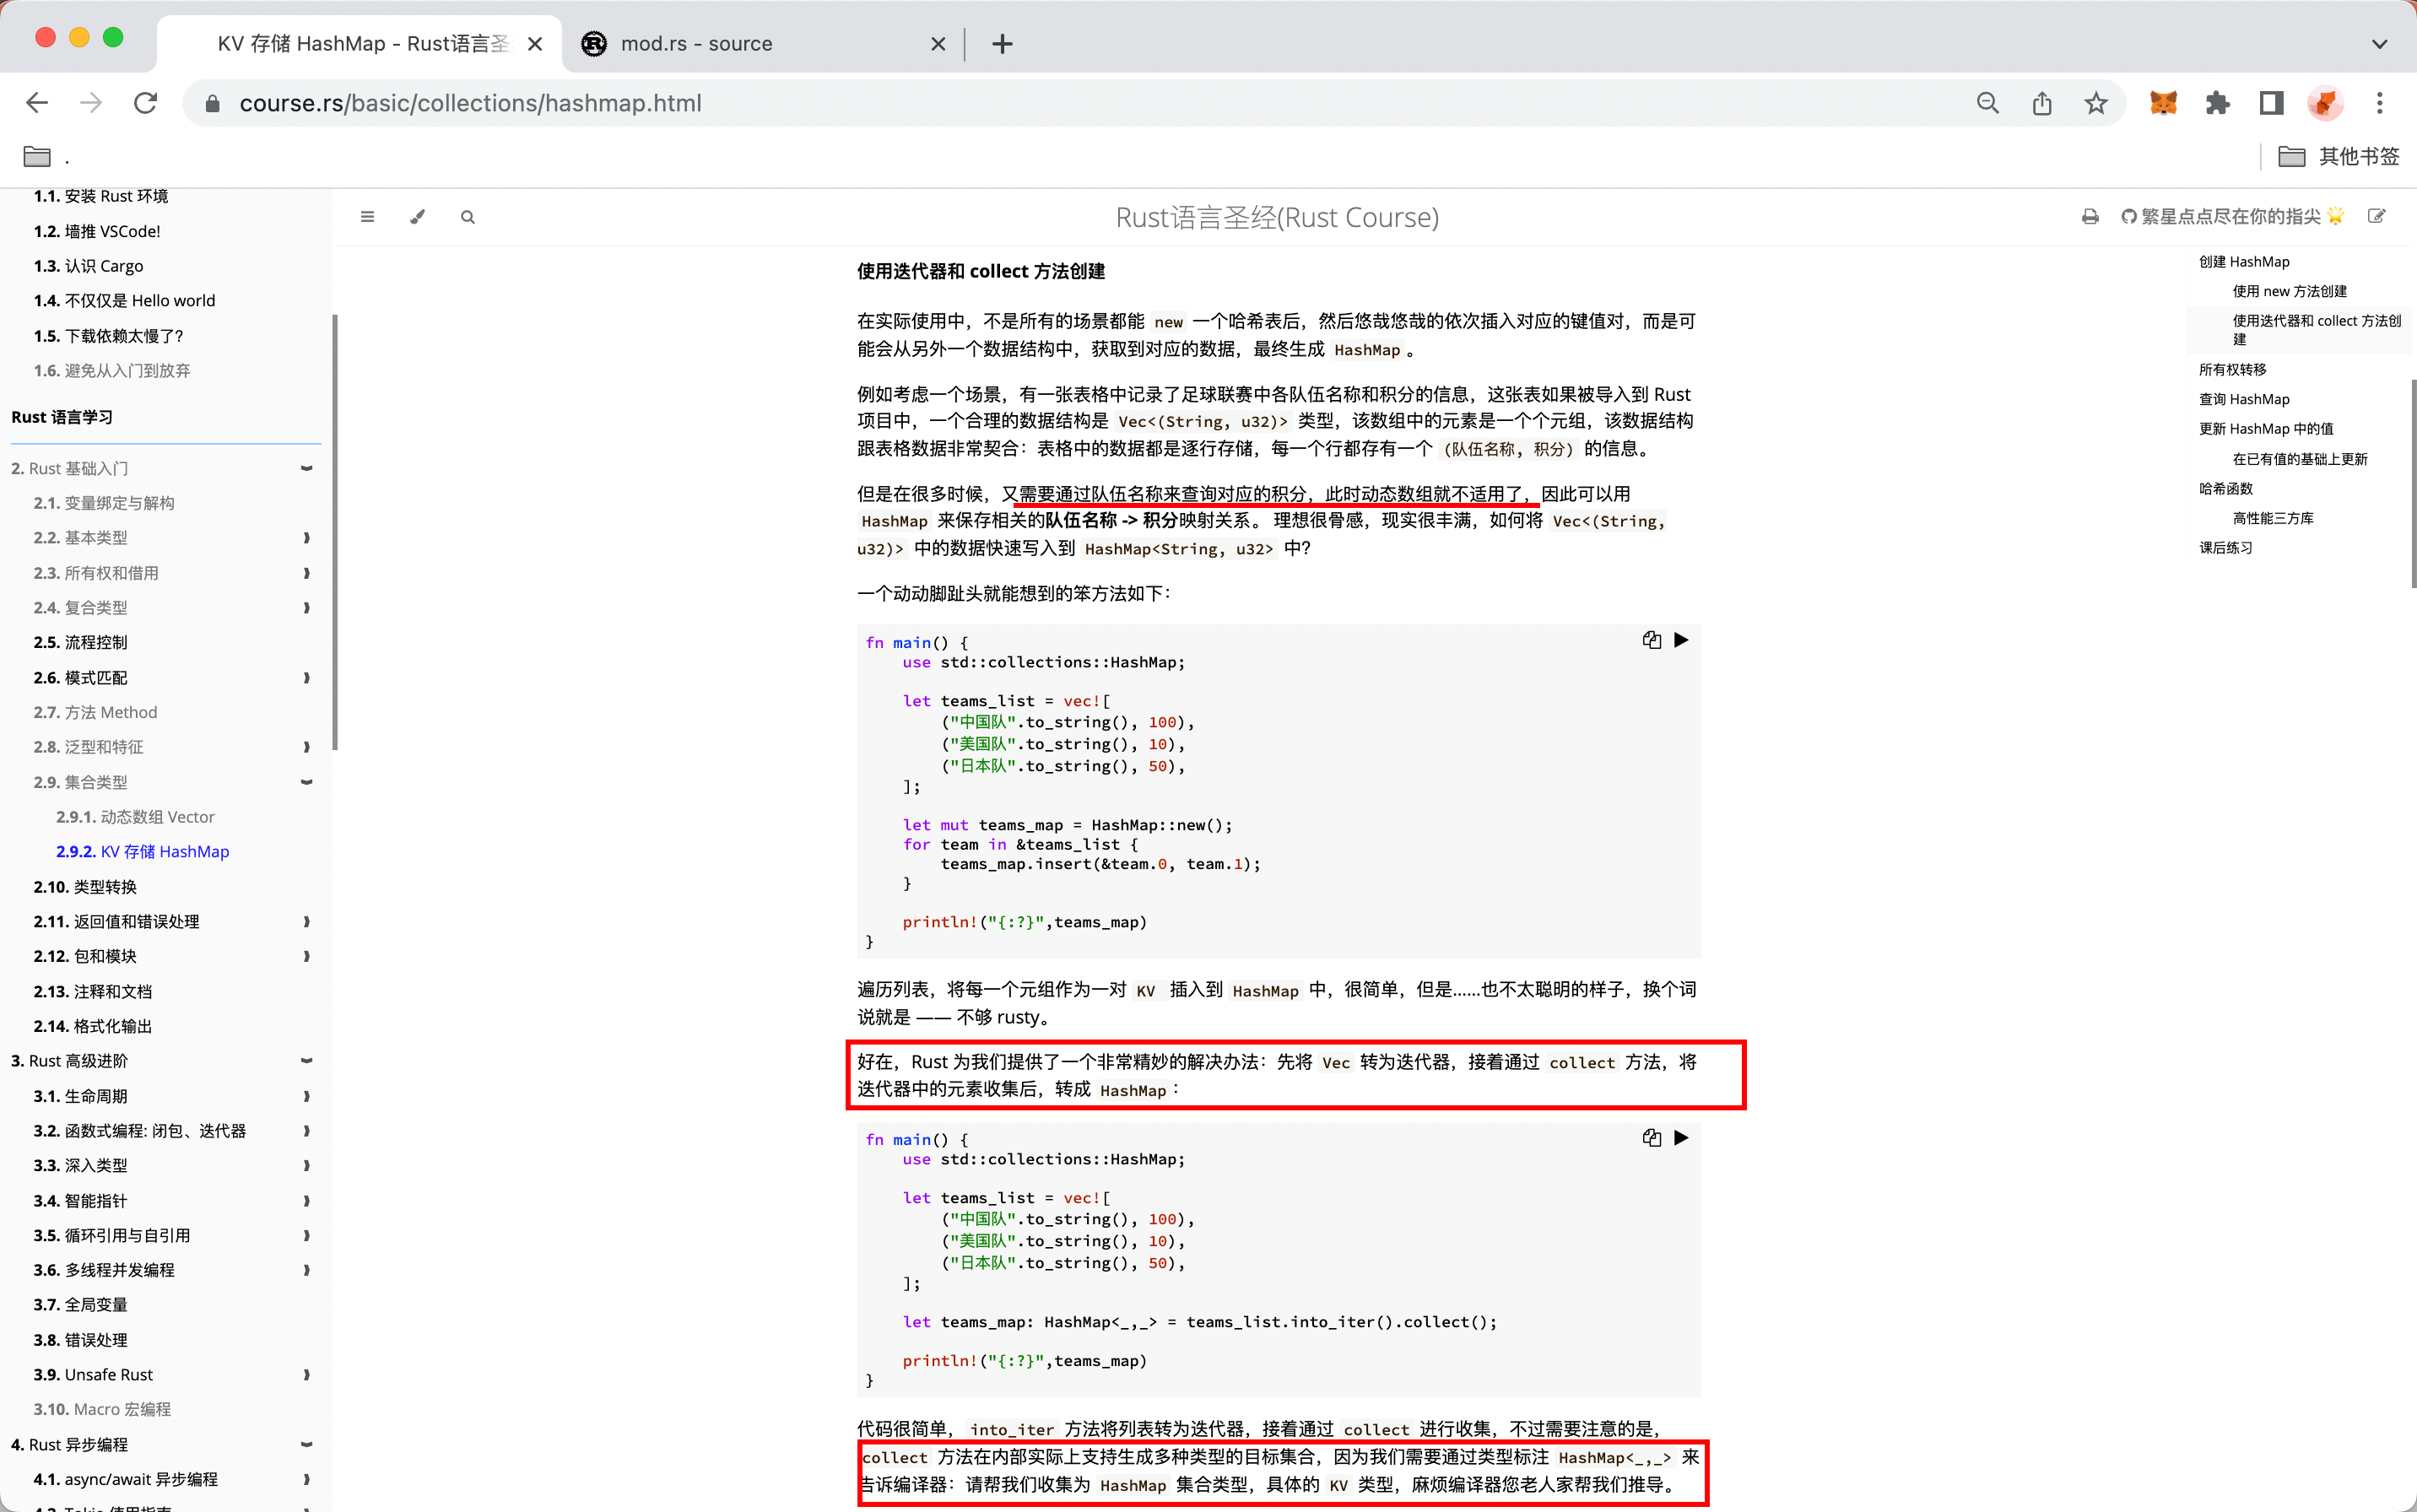 KV 存储 HashMap - Rust语言圣
mod.rs - source
course.rs/basic/collections/hashmap.html
.
其他书签
1.1. 安装 Rust 环境
1.2. 墙推 VSCode!
1.3. 认识 Cargo
1.4. 不仅仅是 Hello world
1.5. 下载依赖太慢了?
1.6. 避免从入门到放弃
Rust 语言学习
2. Rust 基础入门
2.1. 变量绑定与解构
2.2. 基本类型
2.3. 所有权和借用
2.4. 复合类型
2.5. 流程控制
2.6. 模式匹配
2.7. 方法 Method
2.8. 泛型和特征
2.9. 集合类型
2.9.1. 动态数组 Vector
2.9.2. KV 存储 HashMap
2.10. 类型转换
2.11. 返回值和错误处理
2.12. 包和模块
2.13. 注释和文档
2.14. 格式化输出
3. Rust 高级进阶
3.1. 生命周期
3.2. 函数式编程: 闭包、迭代器
3.3. 深入类型
3.4. 智能指针
3.5. 循环引用与自引用
3.6. 多线程并发编程
3.7. 全局变量
3.8. 错误处理
3.9. Unsafe Rust
3.10. Macro 宏编程
4. Rust 异步编程
4.1. async/await 异步编程
Rust语言圣经(Rust Course)
繁星点点尽在你的指尖 🌟
使用迭代器和 collect 方法创建
在实际使用中，不是所有的场景都能 new 一个哈希表后，然后悠哉悠哉的依次插入对应的键值对，而是可
能会从另外一个数据结构中，获取到对应的数据，最终生成 HashMap 。
例如考虑一个场景，有一张表格中记录了足球联赛中各队伍名称和积分的信息，这张表如果被导入到 Rust
项目中，一个合理的数据结构是 Vec<(String, u32)> 类型，该数组中的元素是一个个元组，该数据结构
跟表格数据非常契合：表格中的数据都是逐行存储，每一个行都存有一个 (队伍名称, 积分) 的信息。
但是在很多时候，又需要通过队伍名称来查询对应的积分，此时动态数组就不适用了，因此可以用
HashMap 来保存相关的队伍名称 -> 积分映射关系。 理想很骨感，现实很丰满，如何将 Vec<(String,
u32)> 中的数据快速写入到 HashMap<String, u32> 中?
一个动动脚趾头就能想到的笨方法如下：
fn main() {
use std::collections::HashMap;
let teams_list = vec![
("中国队".to_string(), 100),
("美国队".to_string(), 10),
("日本队".to_string(), 50),
];
let mut teams_map = HashMap::new();
for team in &teams_list {
teams_map.insert(&team.0, team.1);
}
println!("{:?}",teams_map)
}
遍历列表，将每一个元组作为一对 KV 插入到 HashMap 中，很简单，但是......也不太聪明的样子，换个词
说就是 —— 不够 rusty。
好在，Rust 为我们提供了一个非常精妙的解决办法：先将 Vec 转为迭代器，接着通过 collect 方法，将
迭代器中的元素收集后，转成 HashMap ：
fn main() {
use std::collections::HashMap;
let teams_list = vec![
("中国队".to_string(), 100),
("美国队".to_string(), 10),
("日本队".to_string(), 50),
];
let teams_map: HashMap<_,_> = teams_list.into_iter().collect();
println!("{:?}",teams_map)
}
代码很简单， into_iter 方法将列表转为迭代器，接着通过 collect 进行收集，不过需要注意的是，
collect 方法在内部实际上支持生成多种类型的目标集合，因为我们需要通过类型标注 HashMap<_,_> 来
告诉编译器：请帮我们收集为 HashMap 集合类型，具体的 KV 类型，麻烦编译器您老人家帮我们推导。
创建 HashMap
使用 new 方法创建
使用迭代器和 collect 方法创
建
所有权转移
查询 HashMap
更新 HashMap 中的值
在已有值的基础上更新
哈希函数
高性能三方库
课后练习